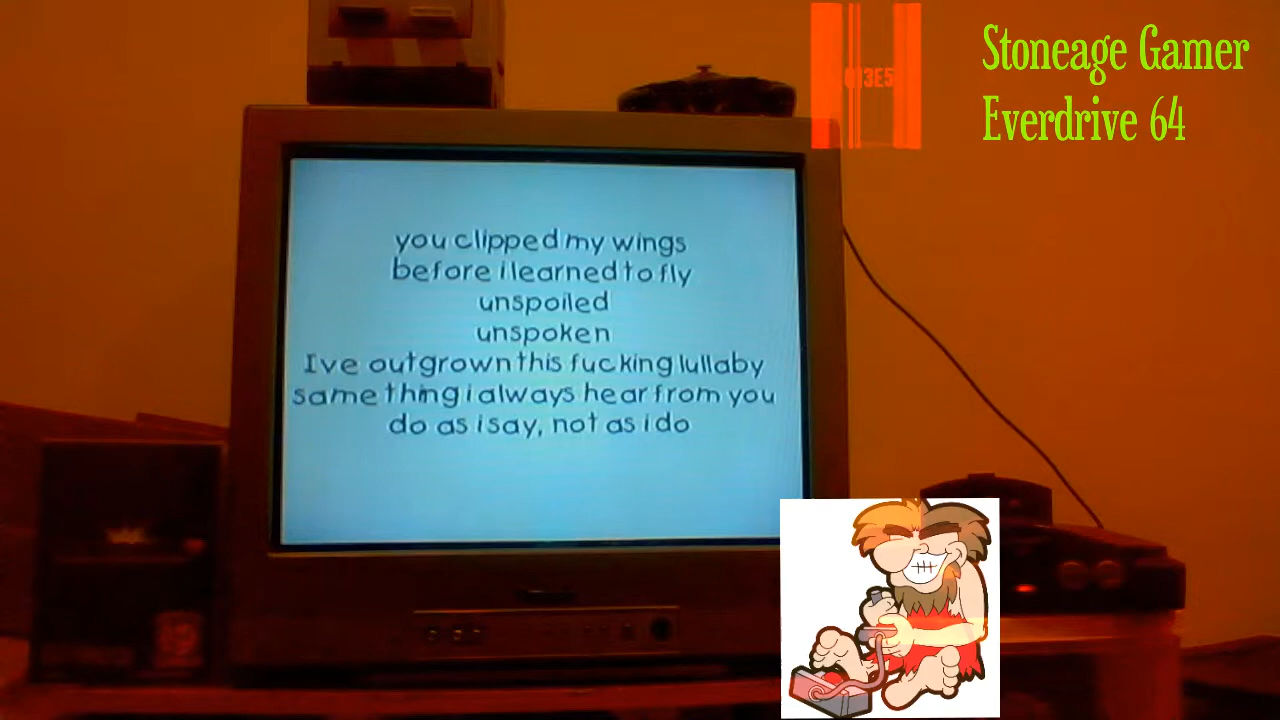 Stoneage Gamer
Everdrive 64
you clipped my wings
before i learned to fly
unspoiled
unspoken
I've outgrown this fucking lullaby
same thing i always hear from you
do as i say, not as i do